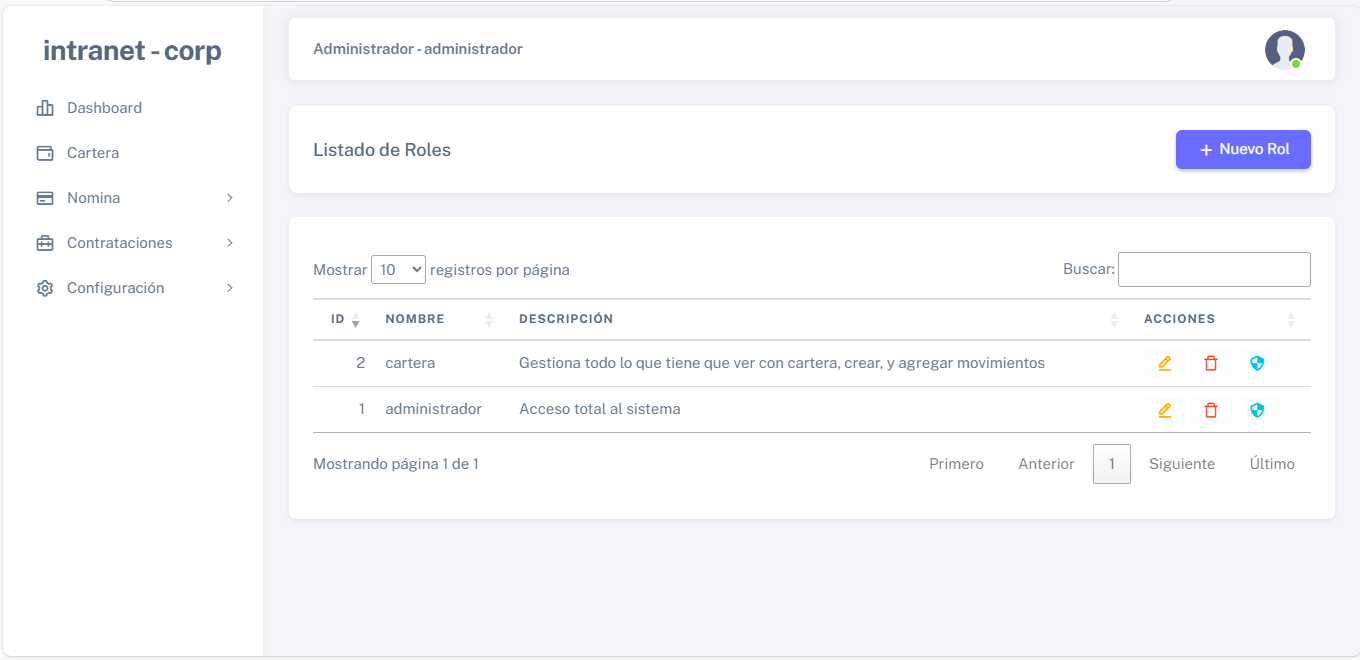 intranet - corp
Dashboard
Cartera
Nomina
Contrataciones
Configuración
Administrador - administrador
Listado de Roles
+ Nuevo Rol
Mostrar 10 registros por página
Buscar:
ID NOMBRE DESCRIPCIÓN ACCIONES
2 cartera Gestiona todo lo que tiene que ver con cartera, crear, y agregar movimientos
1 administrador Acceso total al sistema
Mostrando página 1 de 1
Primero Anterior 1 Siguiente Último